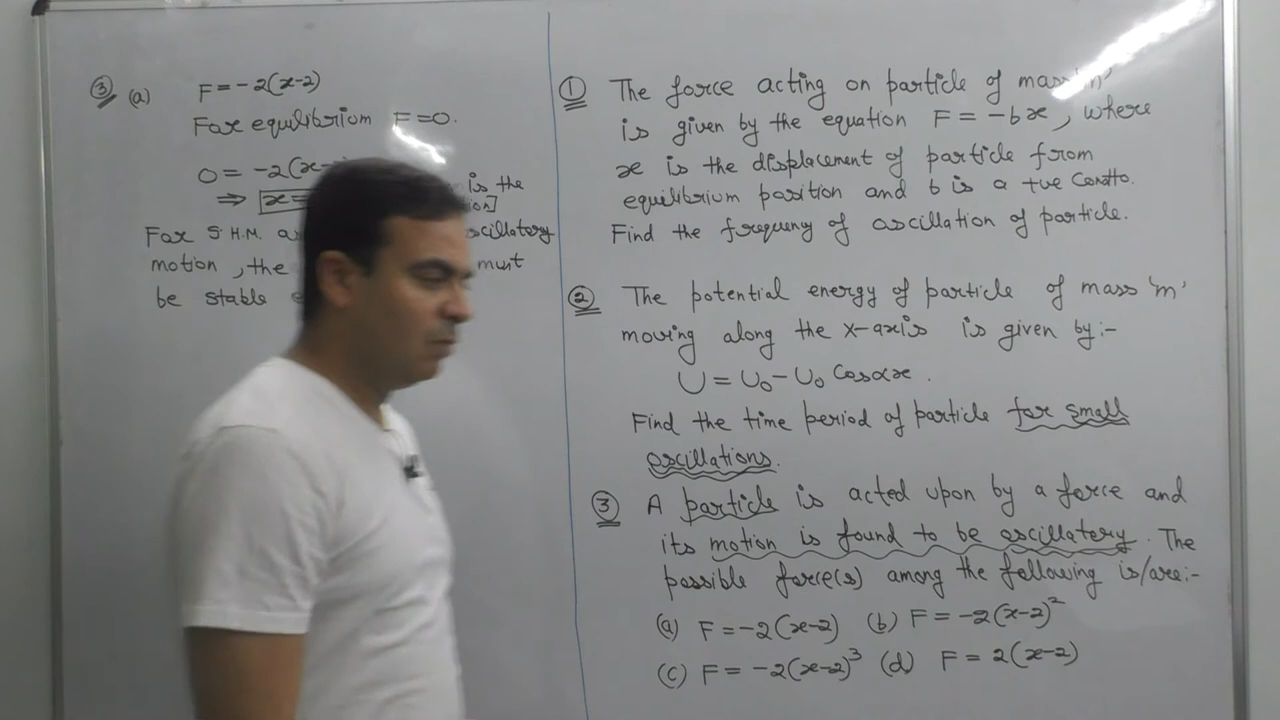 ③ (a) F = -2(x-2)
For equilibrium F = 0.
0 = -2(x-
⇒ x =
is the
For S.H.M. oscillatory
motion, the must
be stable
① The force acting on particle of mass 'm'
is given by the equation F = -bx, where
x is the displacement of particle from
equilibrium position and b is a +ve Constt.
Find the frequny of oscillation of particle.
② The potential energy of particle of mass 'm'
moving along the X-axis is given by:-
U = U₀ - U₀ Cosαx.
Find the time period of particle for small
oscillations.
③ A particle is acted upon by a force and
its motion is found to be oscillatory. The
possible force(s) among the following is/are:-
(a) F = -2(x-2) (b) F = -2(x-2)²
(c) F = -2(x-2)³ (d) F = 2(x-2)